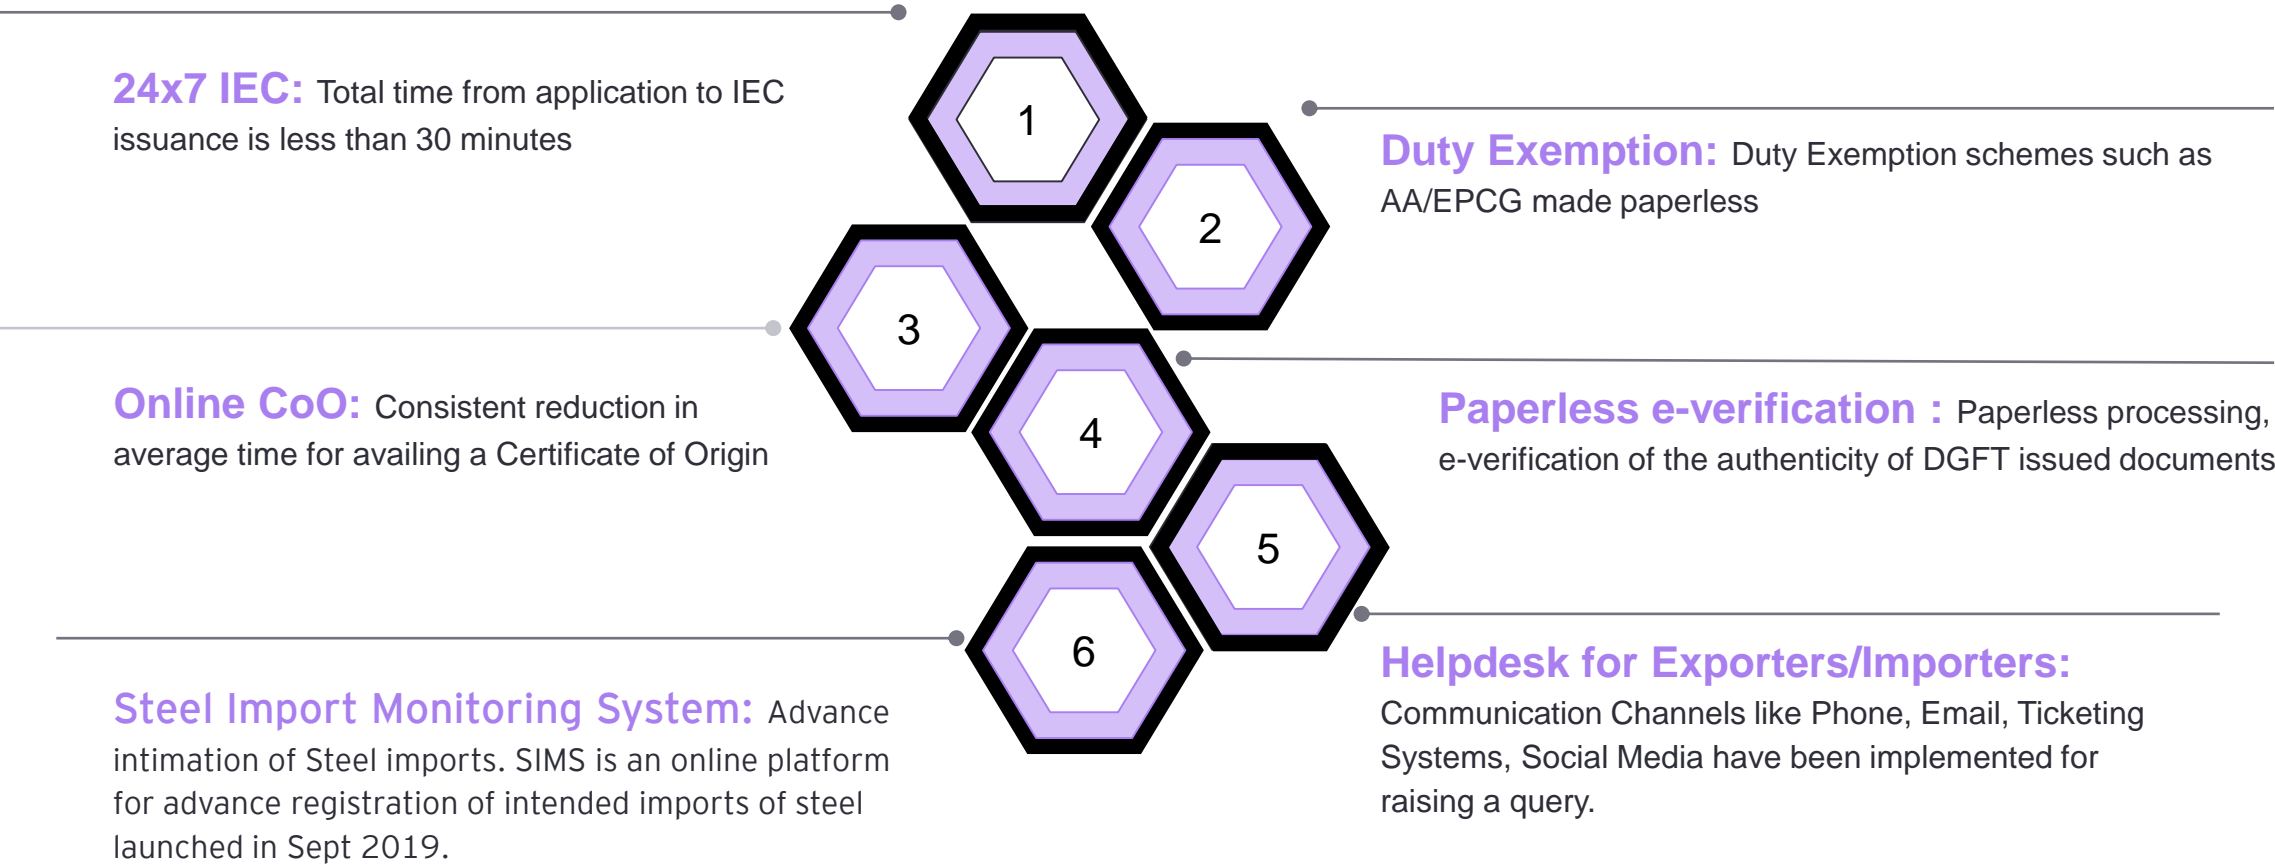 1
24x7 IEC: Total time from application to IEC
issuance is less than 30 minutes
2
Duty Exemption: Duty Exemption schemes such as
AA/EPCG made paperless
3
Online CoO: Consistent reduction in
average time for availing a Certificate of Origin
4
Paperless e-verification : Paperless processing,
e-verification of the authenticity of DGFT issued documents
5
Helpdesk for Exporters/Importers:
Communication Channels like Phone, Email, Ticketing
Systems, Social Media have been implemented for
raising a query.
6
Steel Import Monitoring System: Advance
intimation of Steel imports. SIMS is an online platform
for advance registration of intended imports of steel
launched in Sept 2019.